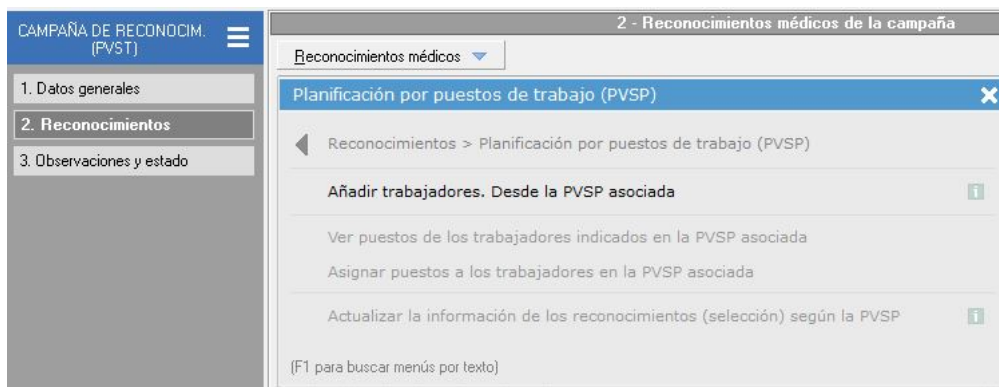 CAMPAÑA DE RECONOCIM.
(PVST)
1. Datos generales
2. Reconocimientos
3. Observaciones y estado
2 - Reconocimientos médicos de la campaña
Reconocimientos médicos
Planificación por puestos de trabajo (PVSP)
Reconocimientos > Planificación por puestos de trabajo (PVSP)
Añadir trabajadores. Desde la PVSP asociada
Ver puestos de los trabajadores indicados en la PVSP asociada
Asignar puestos a los trabajadores en la PVSP asociada
Actualizar la información de los reconocimientos (selección) según la PVSP
(F1 para buscar menús por texto)